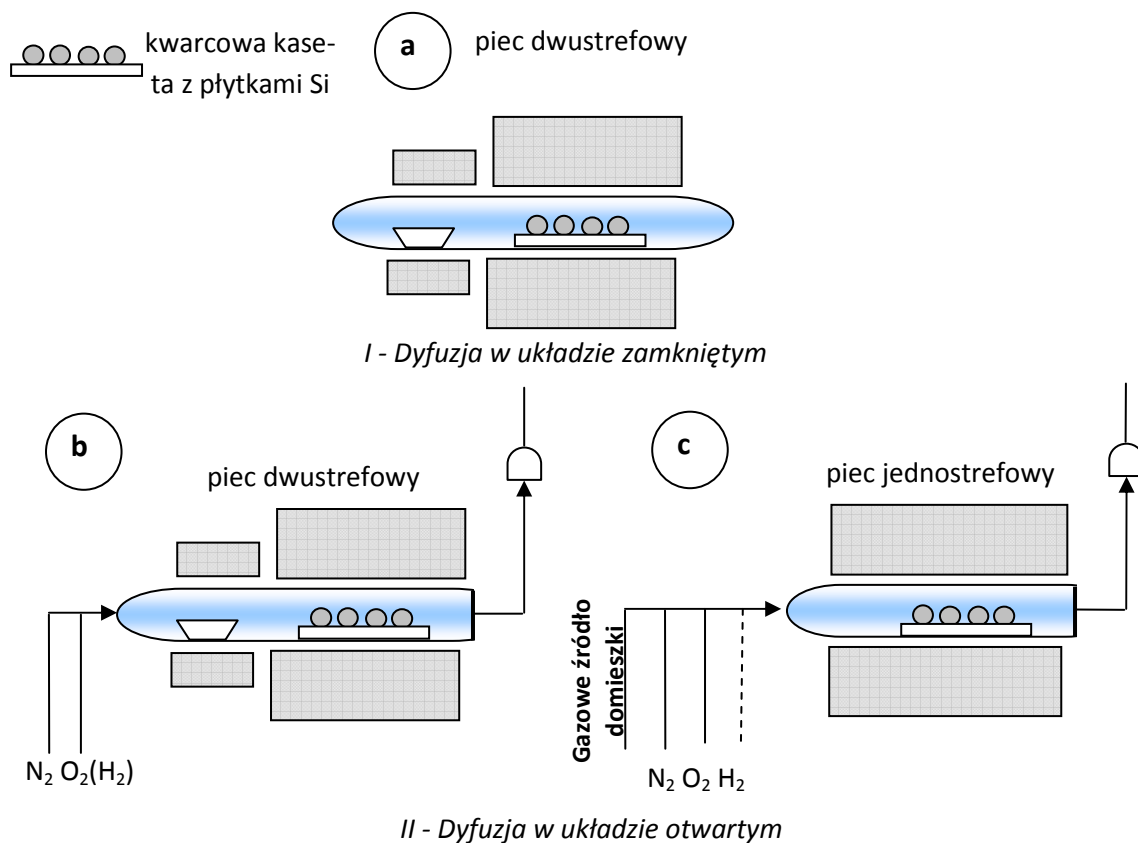 kwarcowa kase-
ta z płytkami Si
a
piec dwustrefowy
I - Dyfuzja w układzie zamkniętym
b
piec dwustrefowy
N₂ O₂(H₂)
c
piec jednostrefowy
Gazowe źródło
domieszki
N₂ O₂ H₂
II - Dyfuzja w układzie otwartym